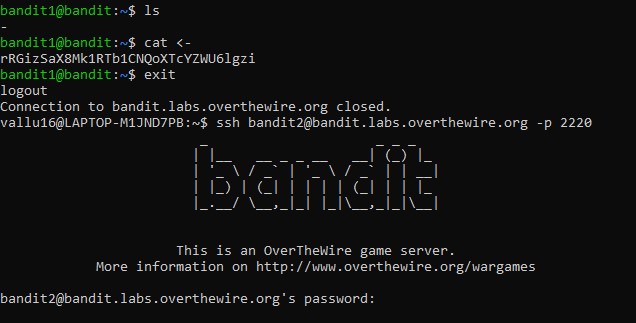 bandit1@bandit:~$ ls
-
bandit1@bandit:~$ cat <-
rRGizSaX8Mk1RTb1CNQoXTcYZWU6lgzi
bandit1@bandit:~$ exit
logout
Connection to bandit.labs.overthewire.org closed.
vallu16@LAPTOP-M1JND7PB:~$ ssh bandit2@bandit.labs.overthewire.org -p 2220
bandit
This is an OverTheWire game server.
More information on http://www.overthewire.org/wargames
bandit2@bandit.labs.overthewire.org's password: